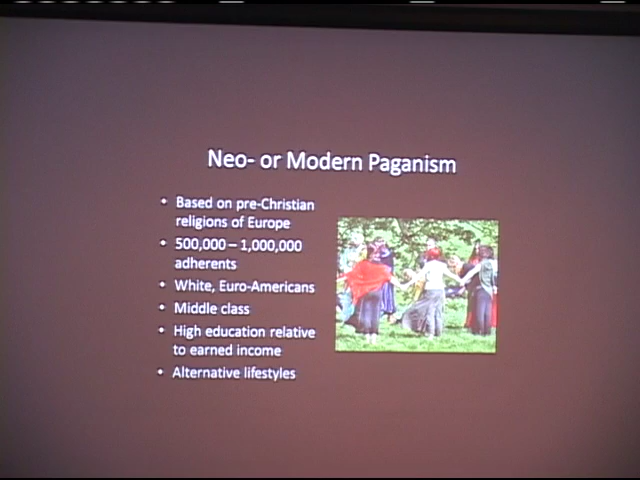 Neo- or Modern Paganism
• Based on pre-Christian
religions of Europe
• 500,000 – 1,000,000
adherents
• White, Euro-Americans
• Middle class
• High education relative
to earned income
• Alternative lifestyles